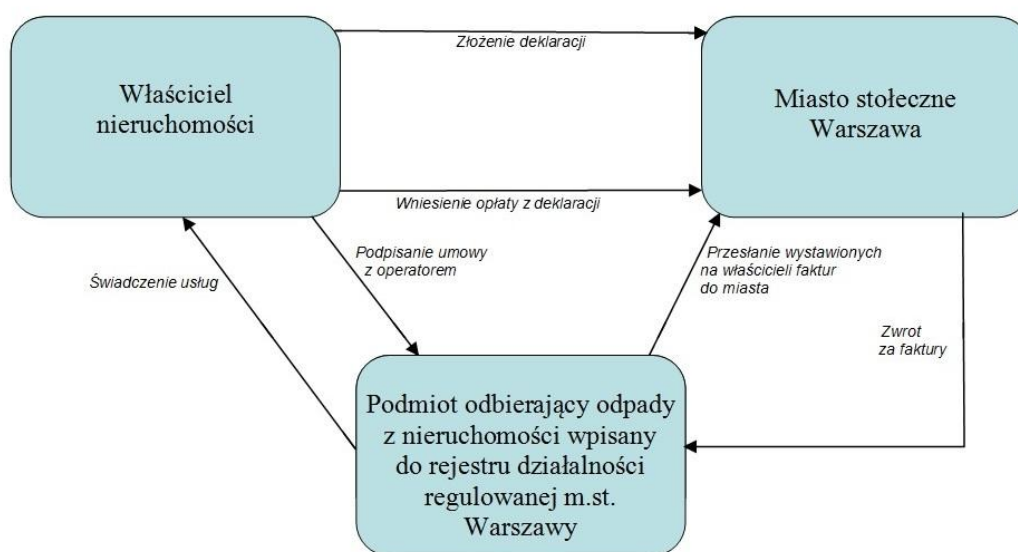 Złożenie deklaracji
Właściciel
nieruchomości
Miasto stołeczne
Warszawa
Wniesienie opłaty z deklaracji
Podpisanie umowy
z operatorem
Przesłanie wystawionych
na właścicieli faktur
do miasta
Świadczenie usług
Zwrot
za faktury
Podmiot odbierający odpady
z nieruchomości wpisany
do rejestru działalności
regulowanej m.st.
Warszawy